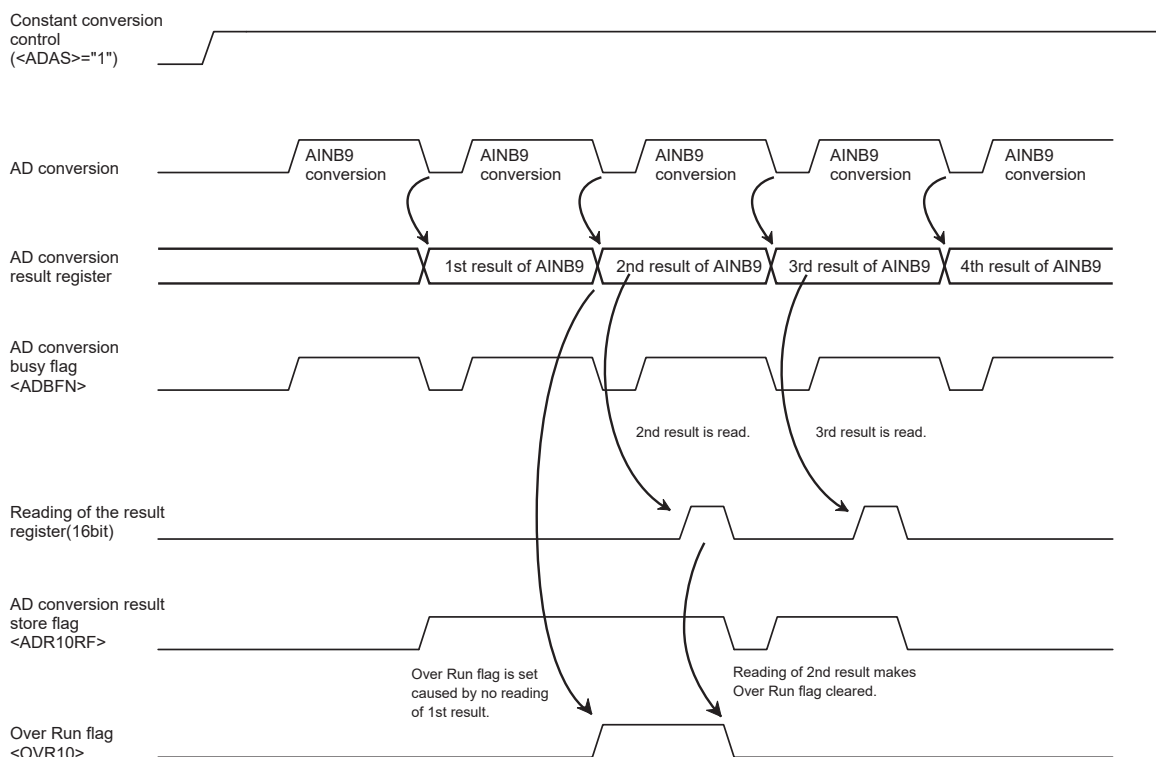 Constant conversion
control
(<ADAS>="1")
AD conversion
AINB9
conversion
AINB9
conversion
AINB9
conversion
AINB9
conversion
AINB9
conversion
AD conversion
result register
1st result of AINB9
2nd result of AINB9
3rd result of AINB9
4th result of AINB9
AD conversion
busy flag
<ADBFN>
2nd result is read.
3rd result is read.
Reading of the result
register(16bit)
AD conversion result
store flag
<ADR10RF>
Over Run flag is set
caused by no reading
of 1st result.
Reading of 2nd result makes
Over Run flag cleared.
Over Run flag
<OVR10>